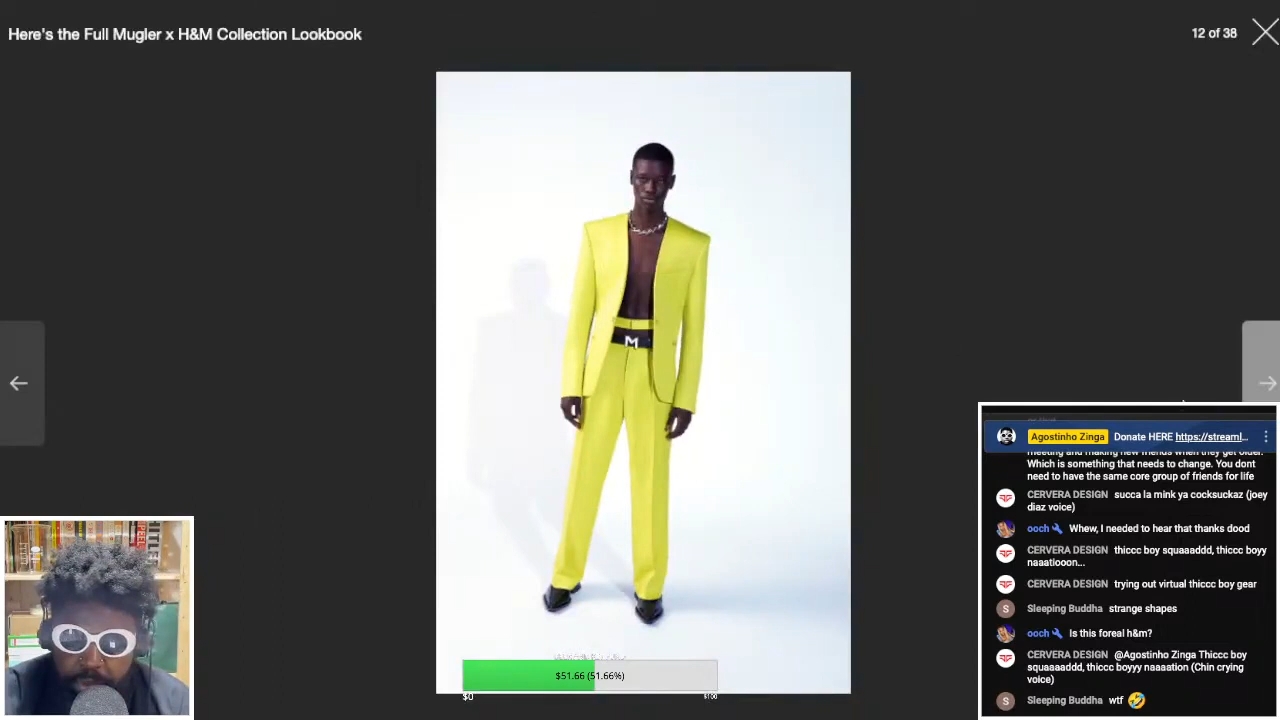 Here's the Full Mugler x H&M Collection Lookbook
12 of 38
M
Agostinho Zinga Donate HERE https://streaml...
meeting and making new friends when they get older.
Which is something that needs to change. You dont
need to have the same core group of friends for life
CERVERA DESIGN succa la mink ya cocksuckaz (joey
diaz voice)
ooch Whew, I needed to hear that thanks dood
CERVERA DESIGN thiccc boy squaaaddd, thiccc boyy
naaatiooon...
CERVERA DESIGN trying out virtual thiccc boy gear
S Sleeping Buddha strange shapes
ooch Is this foreal h&m?
CERVERA DESIGN @Agostinho Zinga Thiccc boy
squaaaaddd, thiccc boyyy naaaation (Chin crying
voice)
S Sleeping Buddha wtf 🤣
$51.66 (51.66%)
$0
$100